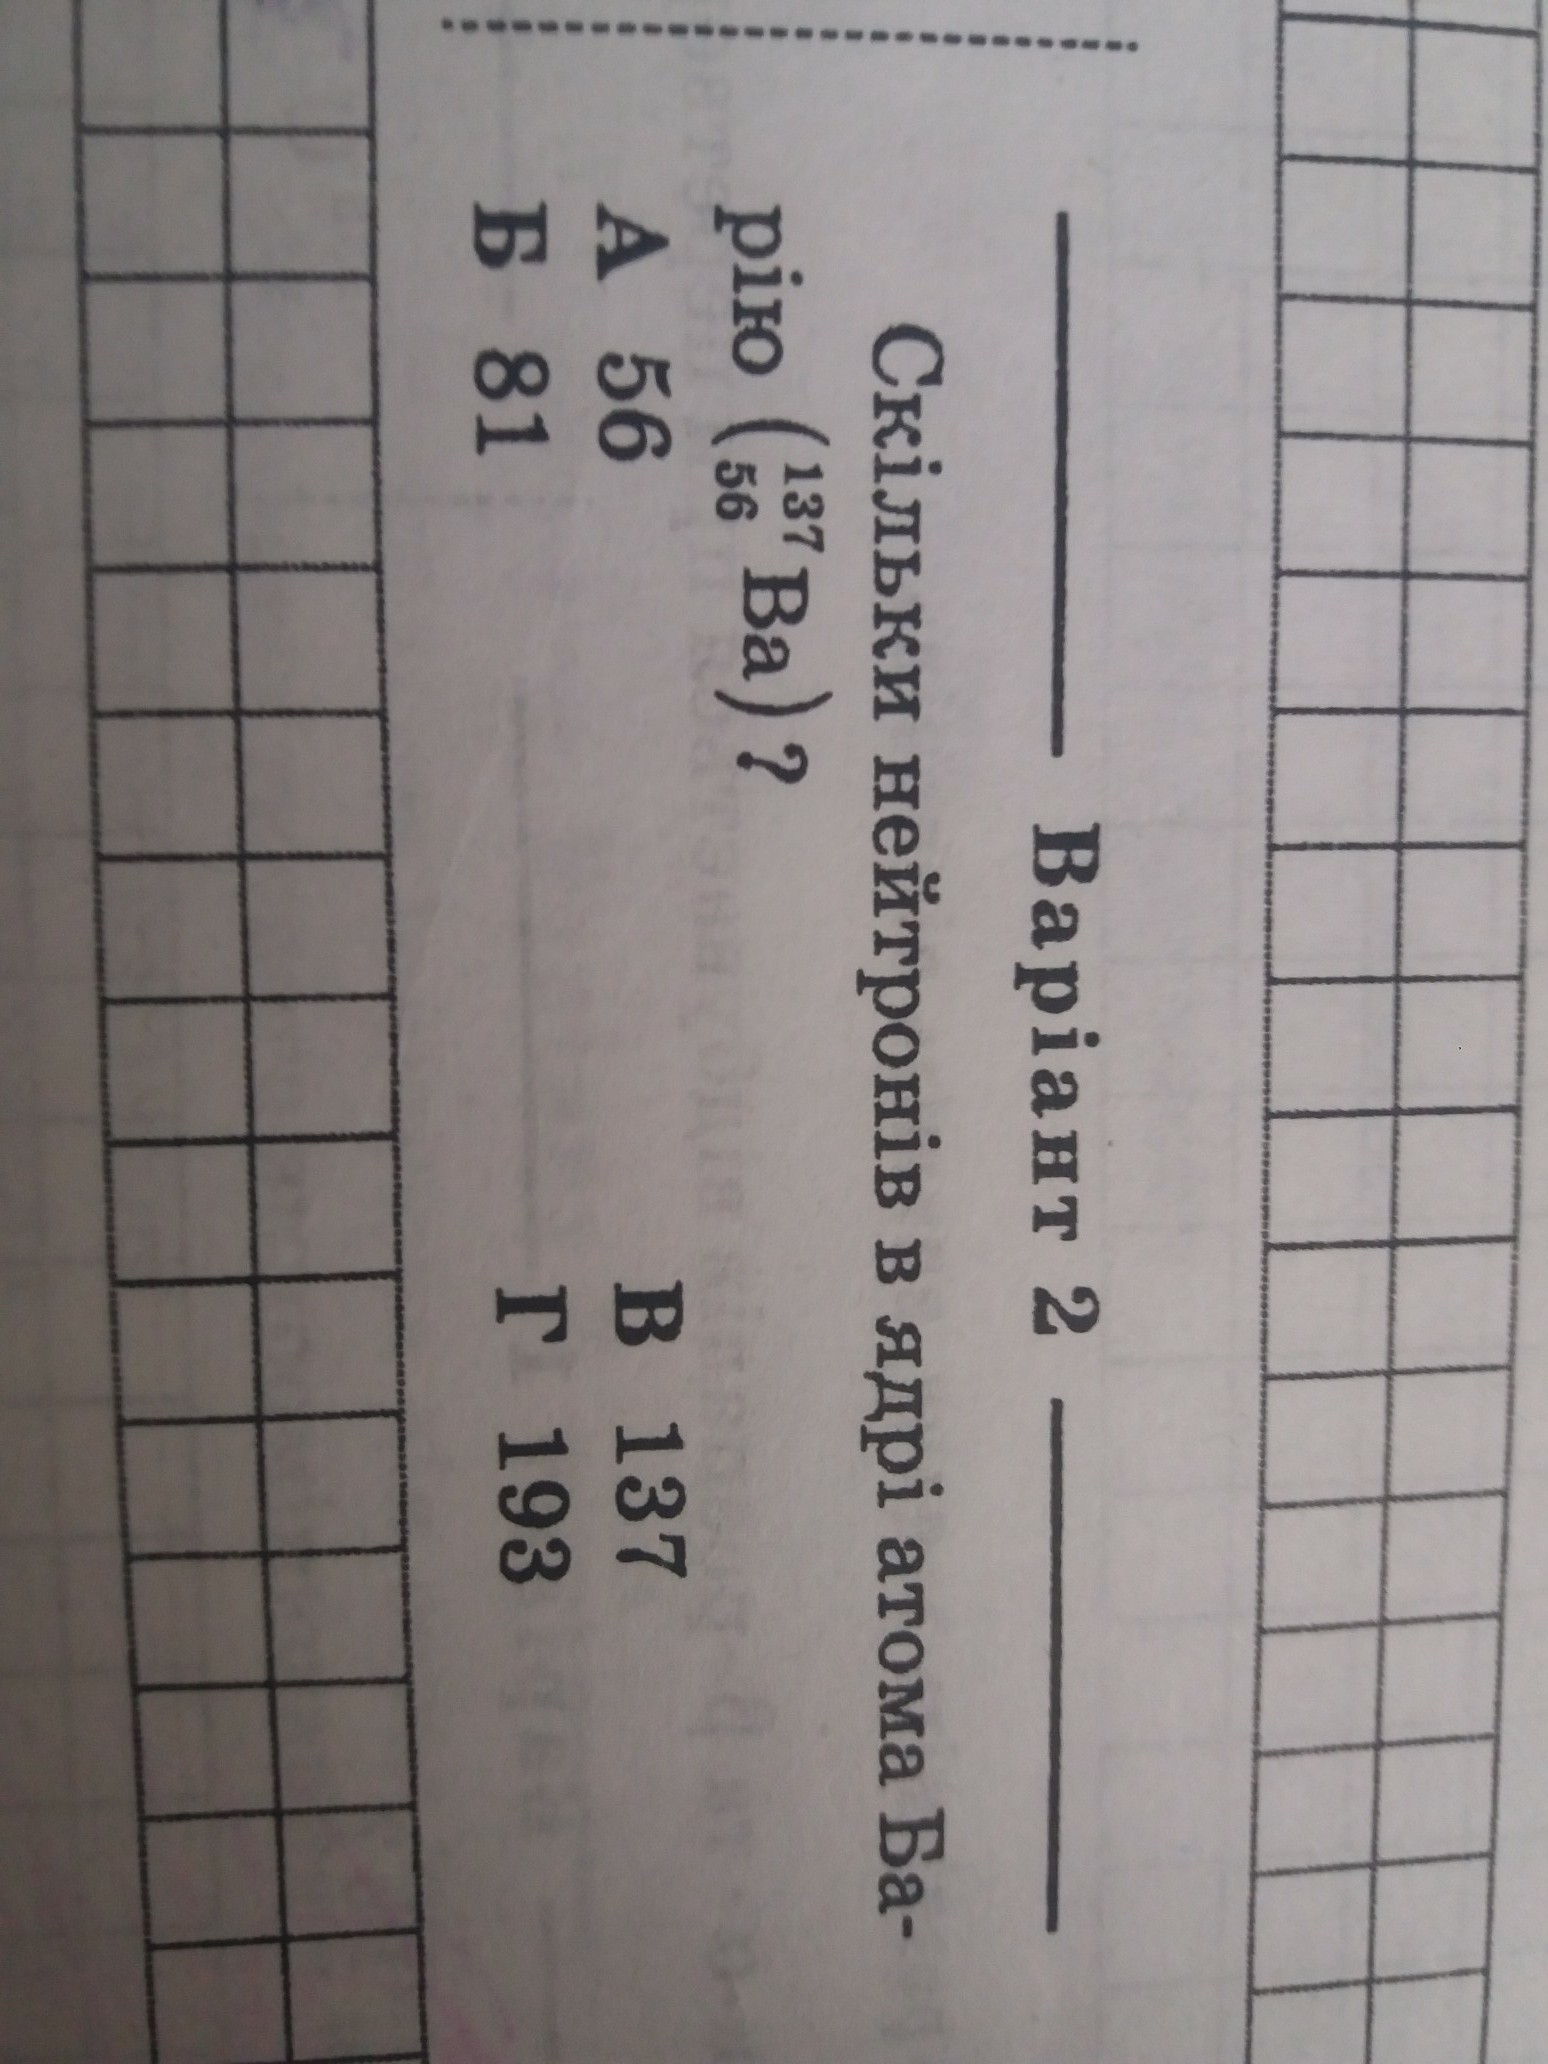 Варіант 2
Скільки нейтронів в ядрі атома Ба-
рію (¹³⁷₅₆Ba)?
А 56 В 137
Б 81 Г 193